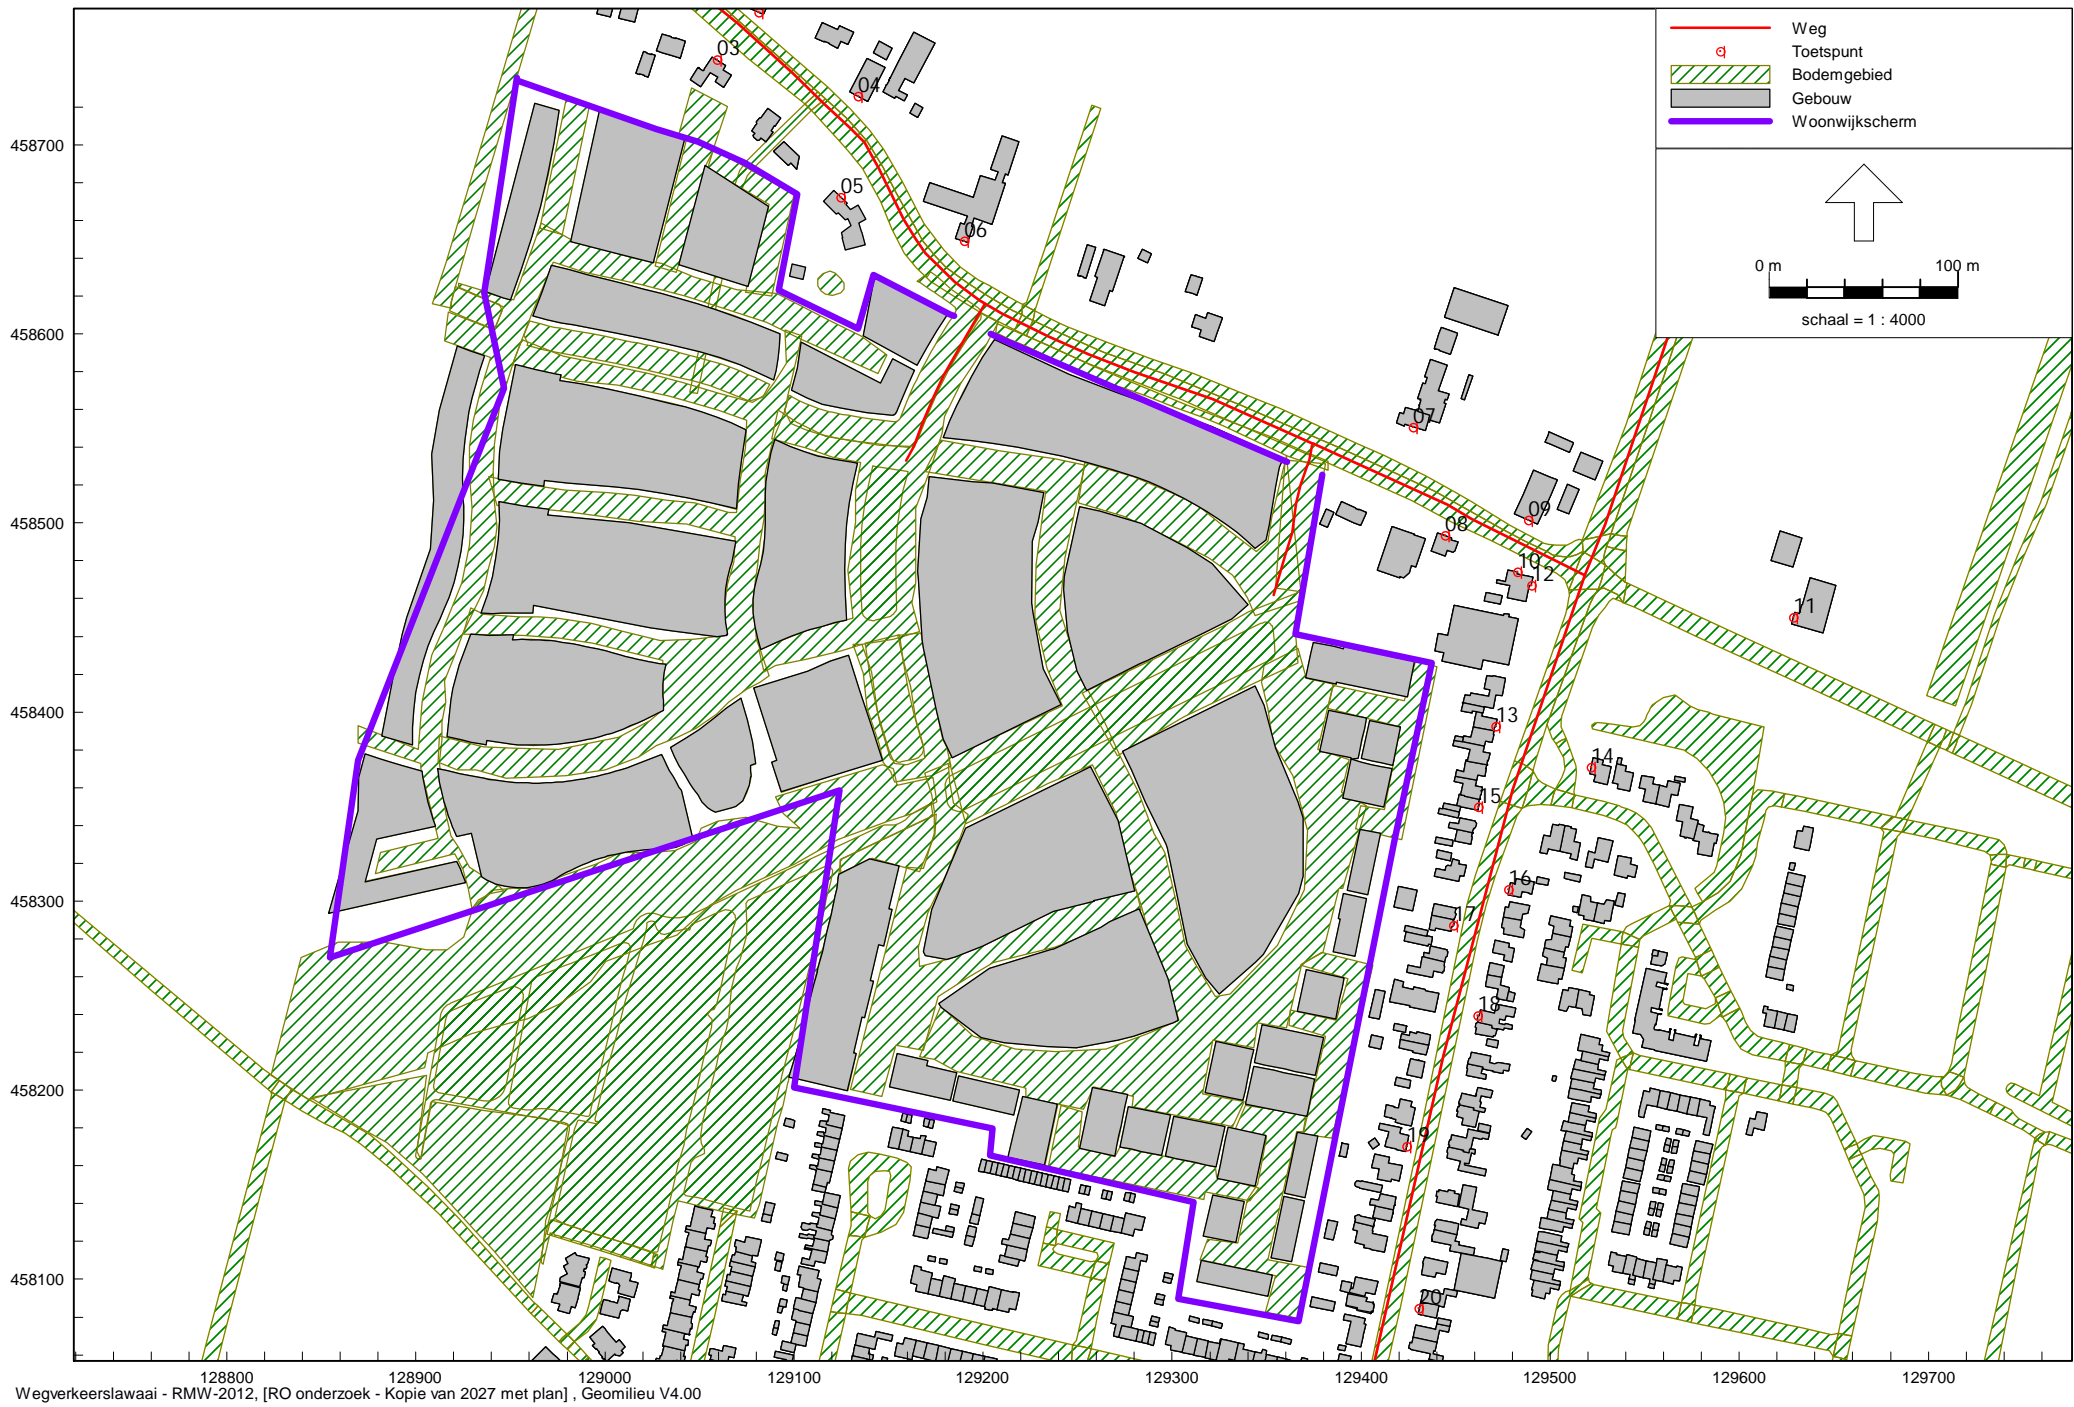 Weg
Toetspunt
Bodemgebied
Gebouw
Woonwijkscherm
0 m 100 m
schaal = 1 : 4000
03
04
05
06
07
08
09
10
12
11
13
14
15
16
17
18
19
20
458700
458600
458500
458400
458300
458200
458100
128800 128900 129000 129100 129200 129300 129400 129500 129600 129700
Wegverkeerslawaai - RMW-2012, [RO onderzoek - Kopie van 2027 met plan] , Geomilieu V4.00